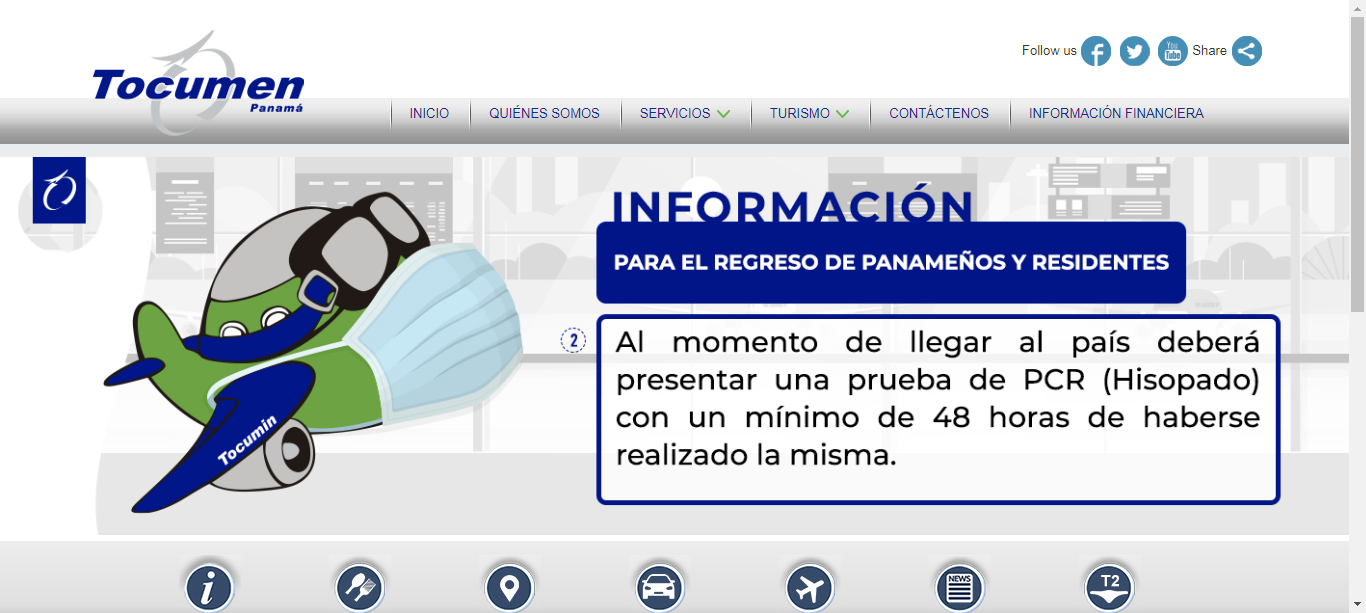 Follow us
You
Tube
Share
Tocumen
Panamá
INICIO
QUIÉNES SOMOS
SERVICIOS
TURISMO
CONTÁCTENOS
INFORMACIÓN FINANCIERA
INFORMACIÓN
PARA EL REGRESO DE PANAMEÑOS Y RESIDENTES
2
Al momento de llegar al país deberá
presentar una prueba de PCR (Hisopado)
con un mínimo de 48 horas de haberse
realizado la misma.
Tocumin
NEWS
T2